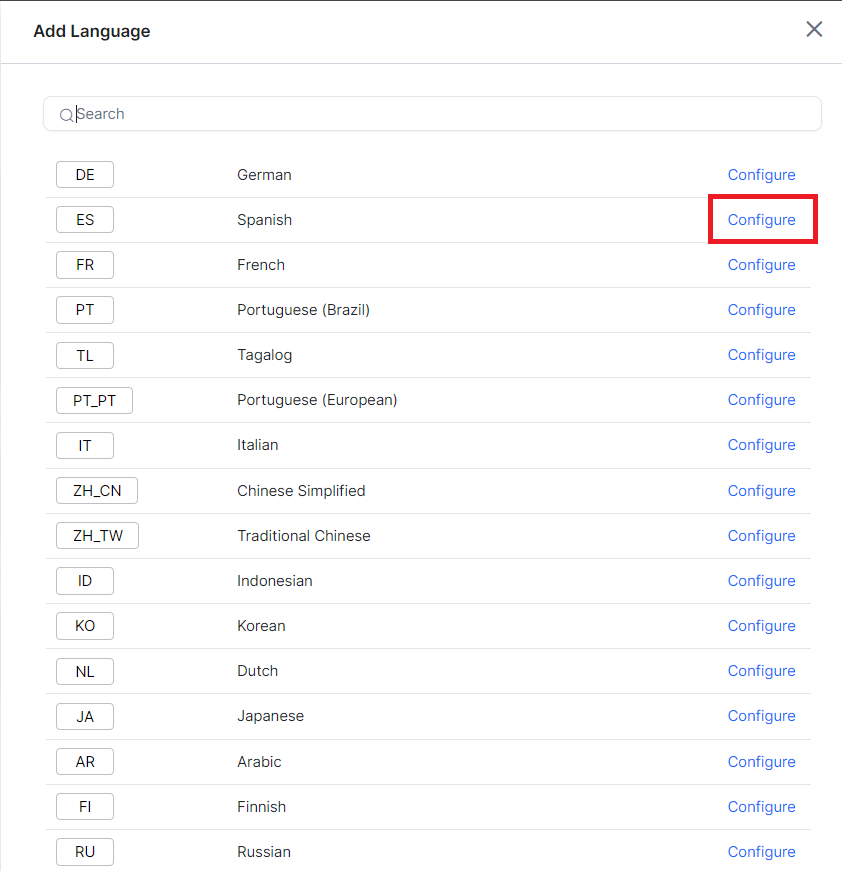 Add Language
Search
DE German Configure
ES Spanish Configure
FR French Configure
PT Portuguese (Brazil) Configure
TL Tagalog Configure
PT_PT Portuguese (European) Configure
IT Italian Configure
ZH_CN Chinese Simplified Configure
ZH_TW Traditional Chinese Configure
ID Indonesian Configure
KO Korean Configure
NL Dutch Configure
JA Japanese Configure
AR Arabic Configure
FI Finnish Configure
RU Russian Configure